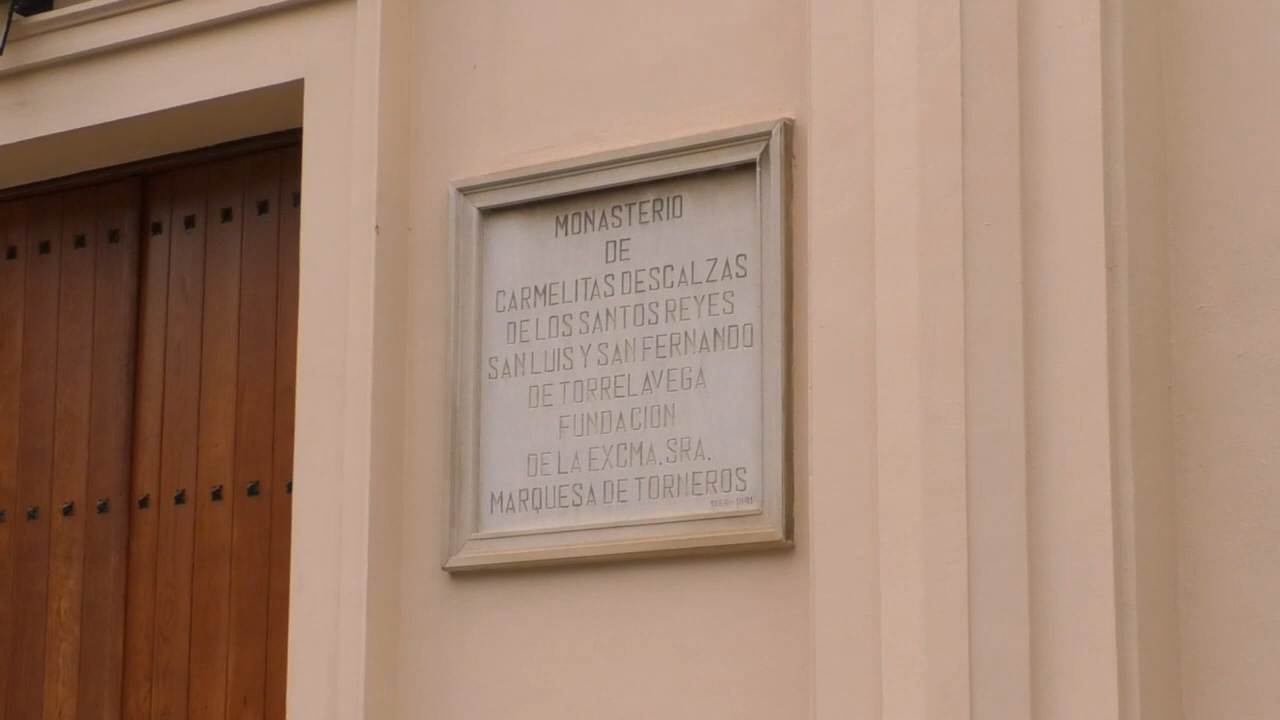 MONASTERIO
DE
CARMELITAS DESCALZAS
DE LOS SANTOS REYES
SAN LUIS Y SAN FERNANDO
DE TORRELAVEGA
FUNDACION
DE LA EXCMA. SRA.
MARQUESA DE TORNEROS